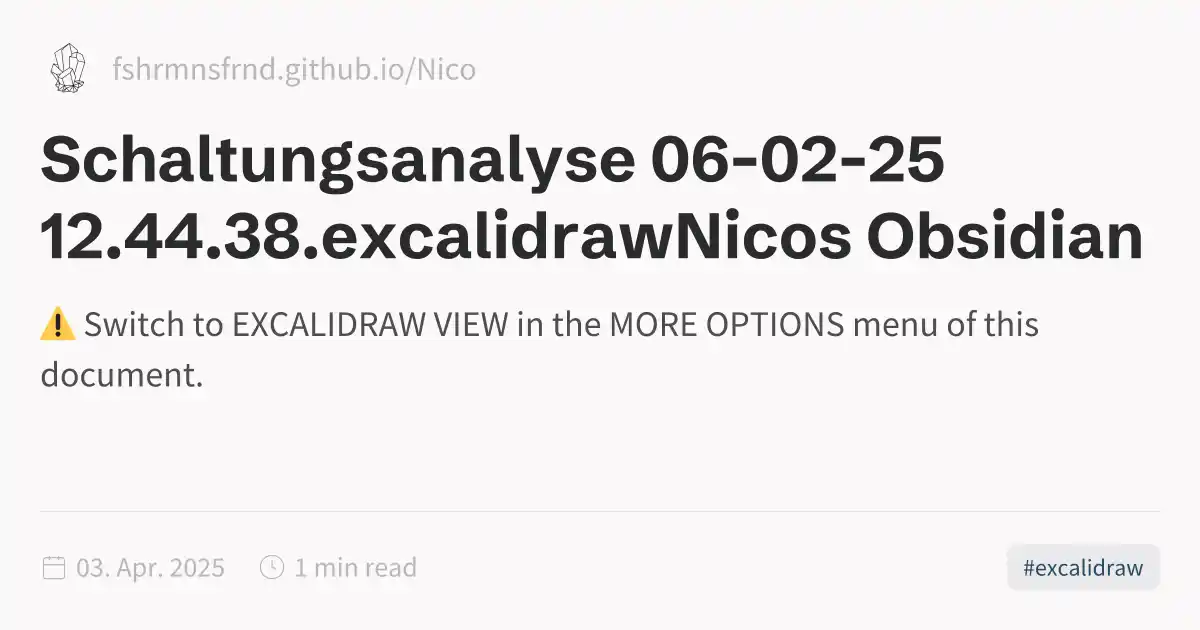 fshrmnsfrnd.github.io/Nico
Schaltungsanalyse 06-02-25
12.44.38.excalidrawNicos Obsidian
⚠️ Switch to EXCALIDRAW VIEW in the MORE OPTIONS menu of this
document.
03. Apr. 2025 1 min read #excalidraw